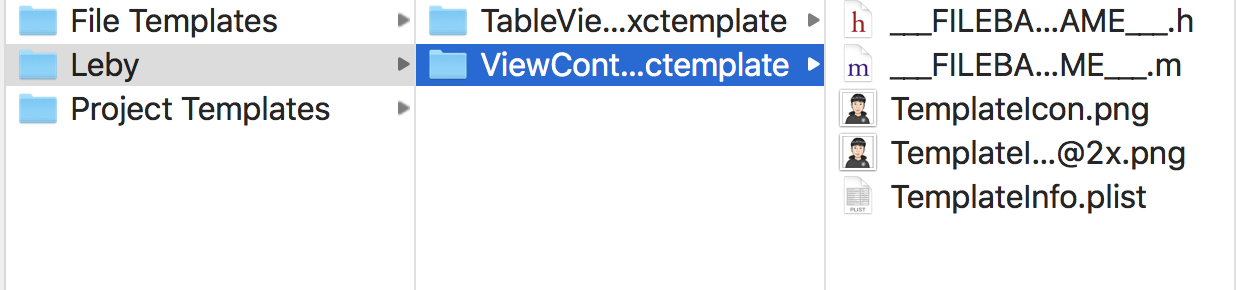 File Templates
Leby
Project Templates
TableVie...xctemplate
ViewCont...ctemplate
h ___FILEBA...AME___.h
m ___FILEBA...ME___.m
TemplateIcon.png
TemplateI...@2x.png
PLIST TemplateInfo.plist